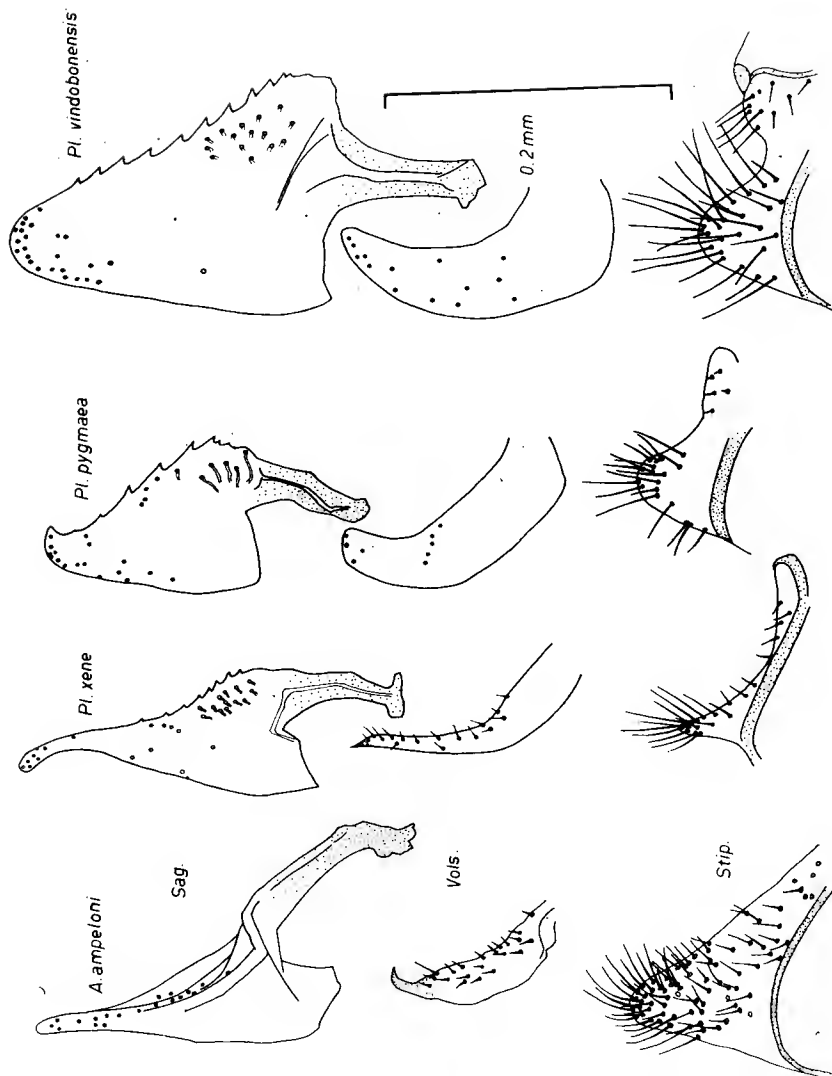 A. ampeloni
Pl. xene
Pl. pygmaea
Pl. vindobonensis
Sag.
Vols.
0.2 mm
Stip.